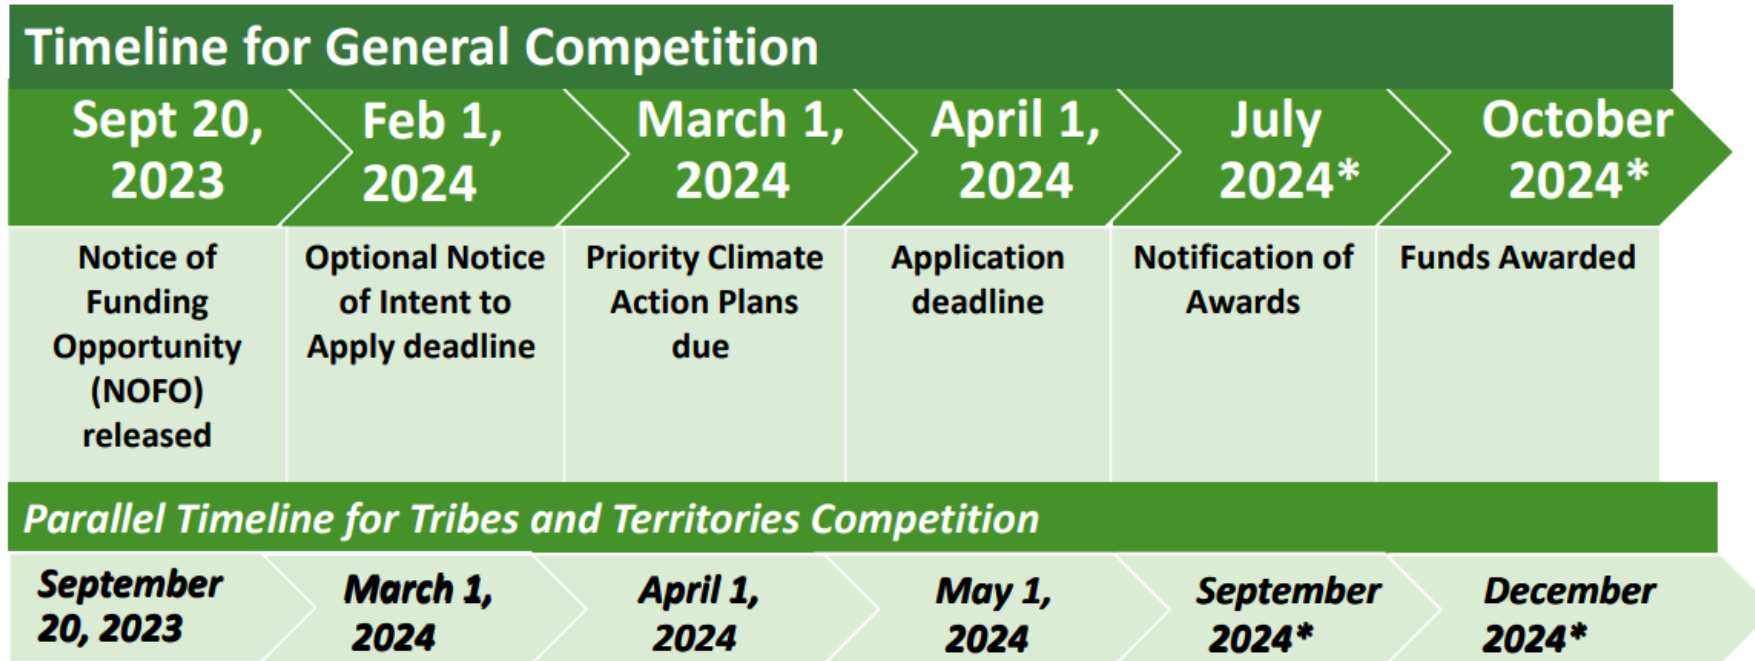 Timeline for General Competition
Sept 20,
2023
Feb 1,
2024
March 1,
2024
April 1,
2024
July
2024*
October
2024*
Notice of
Funding
Opportunity
(NOFO)
released
Optional Notice
of Intent to
Apply deadline
Priority Climate
Action Plans
due
Application
deadline
Notification of
Awards
Funds Awarded
Parallel Timeline for Tribes and Territories Competition
September
20, 2023
March 1,
2024
April 1,
2024
May 1,
2024
September
2024*
December
2024*